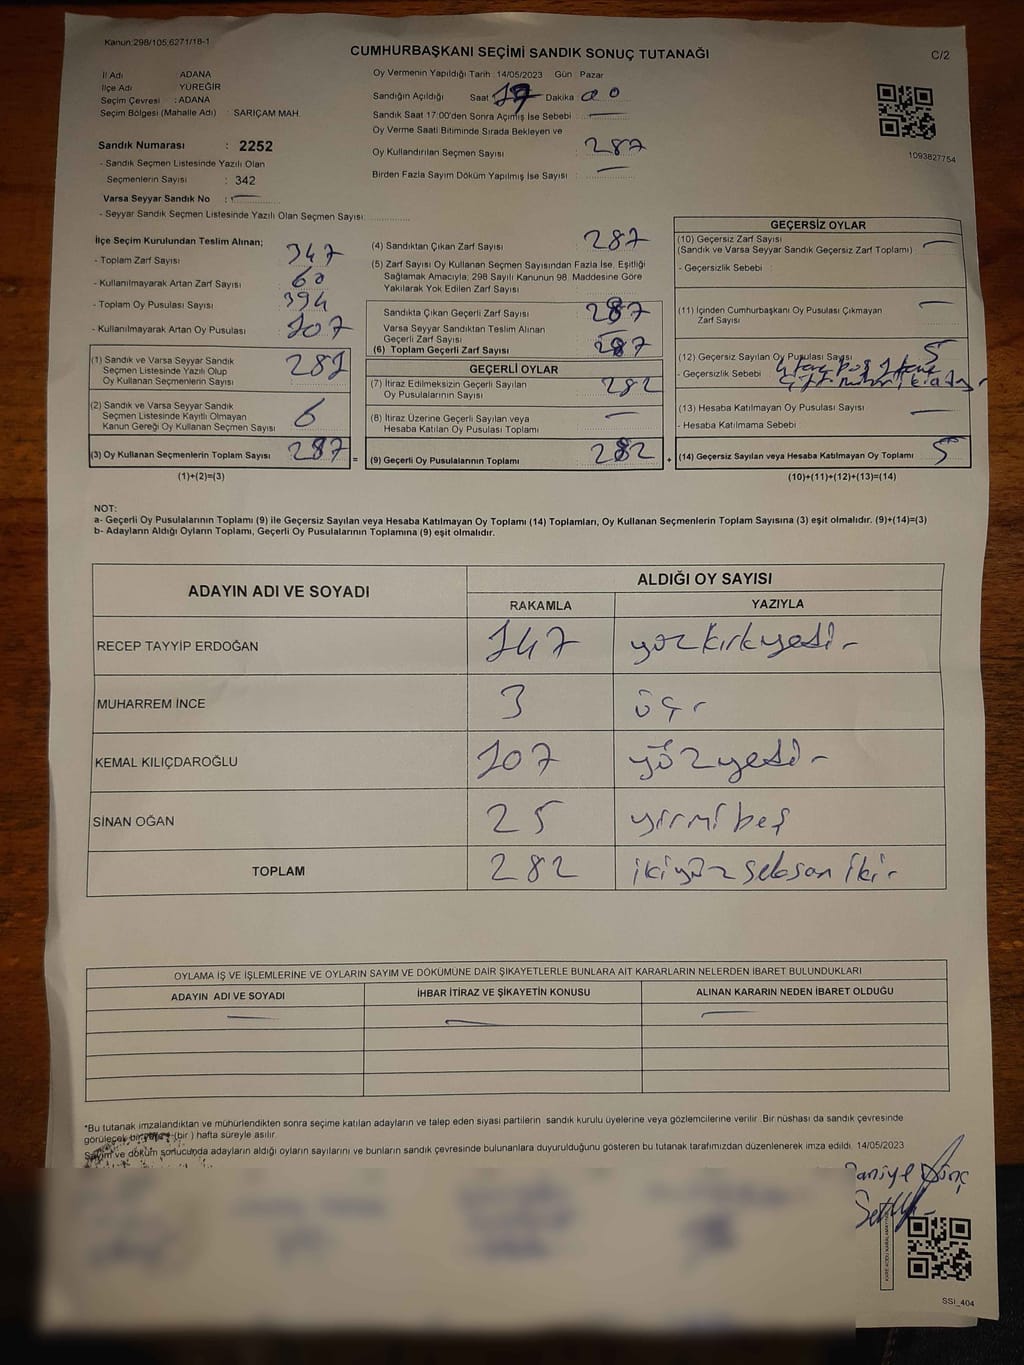 Kanun:298/105,6271/18-1
CUMHURBAŞKANI SEÇİMİ SANDIK SONUÇ TUTANAĞI
C/2
İl Adı : ADANA
İlçe Adı : YÜREĞİR
Seçim Çevresi : ADANA
Seçim Bölgesi (Mahalle Adı) : SARIÇAM MAH
Sandık Numarası : 2252
- Sandık Seçmen Listesinde Yazılı Olan
Seçmenlerin Sayısı : 342
Varsa Seyyar Sandık No : —
- Seyyar Sandık Seçmen Listesinde Yazılı Olan Seçmen Sayısı:
Oy Vermenin Yapıldığı Tarih : 14/05/2023 Gün : Pazar
Sandığın Açıldığı Saat 17 Dakika 00
Sandık Saat 17:00'den Sonra Açılmış İse Sebebi : —
Oy Verme Saati Bitiminde Sırada Bekleyen ve
Oy Kullandırılan Seçmen Sayısı : 287
Birden Fazla Sayım Döküm Yapılmış İse Sayısı : —
1093827754
İlçe Seçim Kurulundan Teslim Alınan;
- Toplam Zarf Sayısı 347
- Kullanılmayarak Artan Zarf Sayısı 60
- Toplam Oy Pusulası Sayısı 394
- Kullanılmayarak Artan Oy Pusulası 107
(1) Sandık ve Varsa Seyyar Sandık
Seçmen Listesinde Yazılı Olup
Oy Kullanan Seçmenlerin Sayısı 281
(2) Sandık ve Varsa Seyyar Sandık
Seçmen Listesinde Kayıtlı Olmayan
Kanun Gereği Oy Kullanan Seçmen Sayısı 6
(3) Oy Kullanan Seçmenlerin Toplam Sayısı 287 =
(1)+(2)=(3)
(4) Sandıktan Çıkan Zarf Sayısı : 287
(5) Zarf Sayısı Oy Kullanan Seçmen Sayısından Fazla İse, Eşitliği
Sağlamak Amacıyla, 298 Sayılı Kanunun 98. Maddesine Göre
Yakılarak Yok Edilen Zarf Sayısı :
Sandıkta Çıkan Geçerli Zarf Sayısı : 287
Varsa Seyyar Sandıktan Teslim Alınan
Geçerli Zarf Sayısı : —
(6) Toplam Geçerli Zarf Sayısı : 287
GEÇERLİ OYLAR
(7) İtiraz Edilmeksizin Geçerli Sayılan
Oy Pusulalarının Sayısı : 282
(8) İtiraz Üzerine Geçerli Sayılan veya
Hesaba Katılan Oy Pusulası Toplamı : —
(9) Geçerli Oy Pusulalarının Toplamı : 282 +
GEÇERSİZ OYLAR
(10) Geçersiz Zarf Sayısı
(Sandık ve Varsa Seyyar Sandık Geçersiz Zarf Toplamı) : —
- Geçersizlik Sebebi :
(11) İçinden Cumhurbaşkanı Oy Pusulası Çıkmayan
Zarf Sayısı : —
(12) Geçersiz Sayılan Oy Pusulası Sayısı : 5
- Geçersizlik Sebebi : 4 tane boş 1 tane
çift mühür
(13) Hesaba Katılmayan Oy Pusulası Sayısı : —
- Hesaba Katılmama Sebebi :
(14) Geçersiz Sayılan veya Hesaba Katılmayan Oy Toplamı : 5
(10)+(11)+(12)+(13)=(14)
NOT:
a- Geçerli Oy Pusulalarının Toplamı (9) ile Geçersiz Sayılan veya Hesaba Katılmayan Oy Toplamı (14) Toplamları, Oy Kullanan Seçmenlerin Toplam Sayısına (3) eşit olmalıdır. (9)+(14)=(3)
b- Adayların Aldığı Oyların Toplamı, Geçerli Oy Pusulalarının Toplamına (9) eşit olmalıdır.
ADAYIN ADI VE SOYADI ALDIĞI OY SAYISI
RAKAMLA YAZIYLA
RECEP TAYYİP ERDOĞAN 147 yüzkırkyedi -
MUHARREM İNCE 3 üç -
KEMAL KILIÇDAROĞLU 107 yüzyedi -
SİNAN OĞAN 25 yirmibeş
TOPLAM 282 ikiyüz seksan iki -
OYLAMA İŞ VE İŞLEMLERİNE VE OYLARIN SAYIM VE DÖKÜMÜNE DAİR ŞİKAYETLERLE BUNLARA AİT KARARLARIN NELERDEN İBARET BULUNDUKLARI
ADAYIN ADI VE SOYADI İHBAR İTİRAZ VE ŞİKAYETİN KONUSU ALINAN KARARIN NEDEN İBARET OLDUĞU
— — —
*Bu tutanak imzalandıktan ve mühürlendikten sonra seçime katılan adayların ve talep eden siyasi partilerin sandık kurulu üyelerine veya gözlemcilerine verilir. Bir nüshası da sandık çevresinde
görülecek bir yere (bir ) hafta süreyle asılır.
Sayım ve döküm sonucunda adayların aldığı oyların sayılarını ve bunların sandık çevresinde bulunanlara duyurulduğunu gösteren bu tutanak tarafımızdan düzenlenerek imza edildi. 14/05/2023
SSİ_404